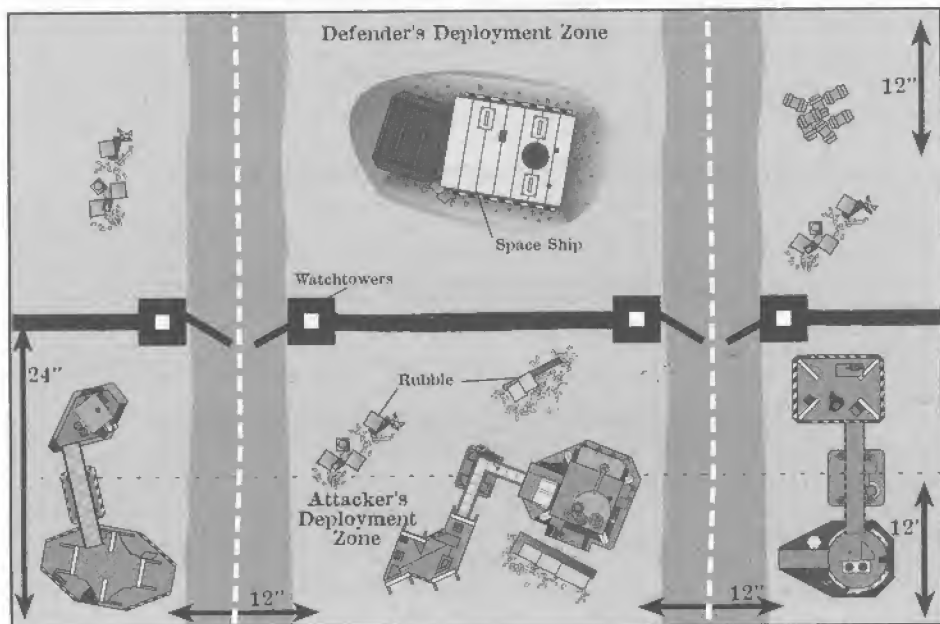 Defender's Deployment Zone
12"
Space Ship
Watchtowers
24"
Rubble
Attacker's
Deployment
Zone
12'
12"
12"